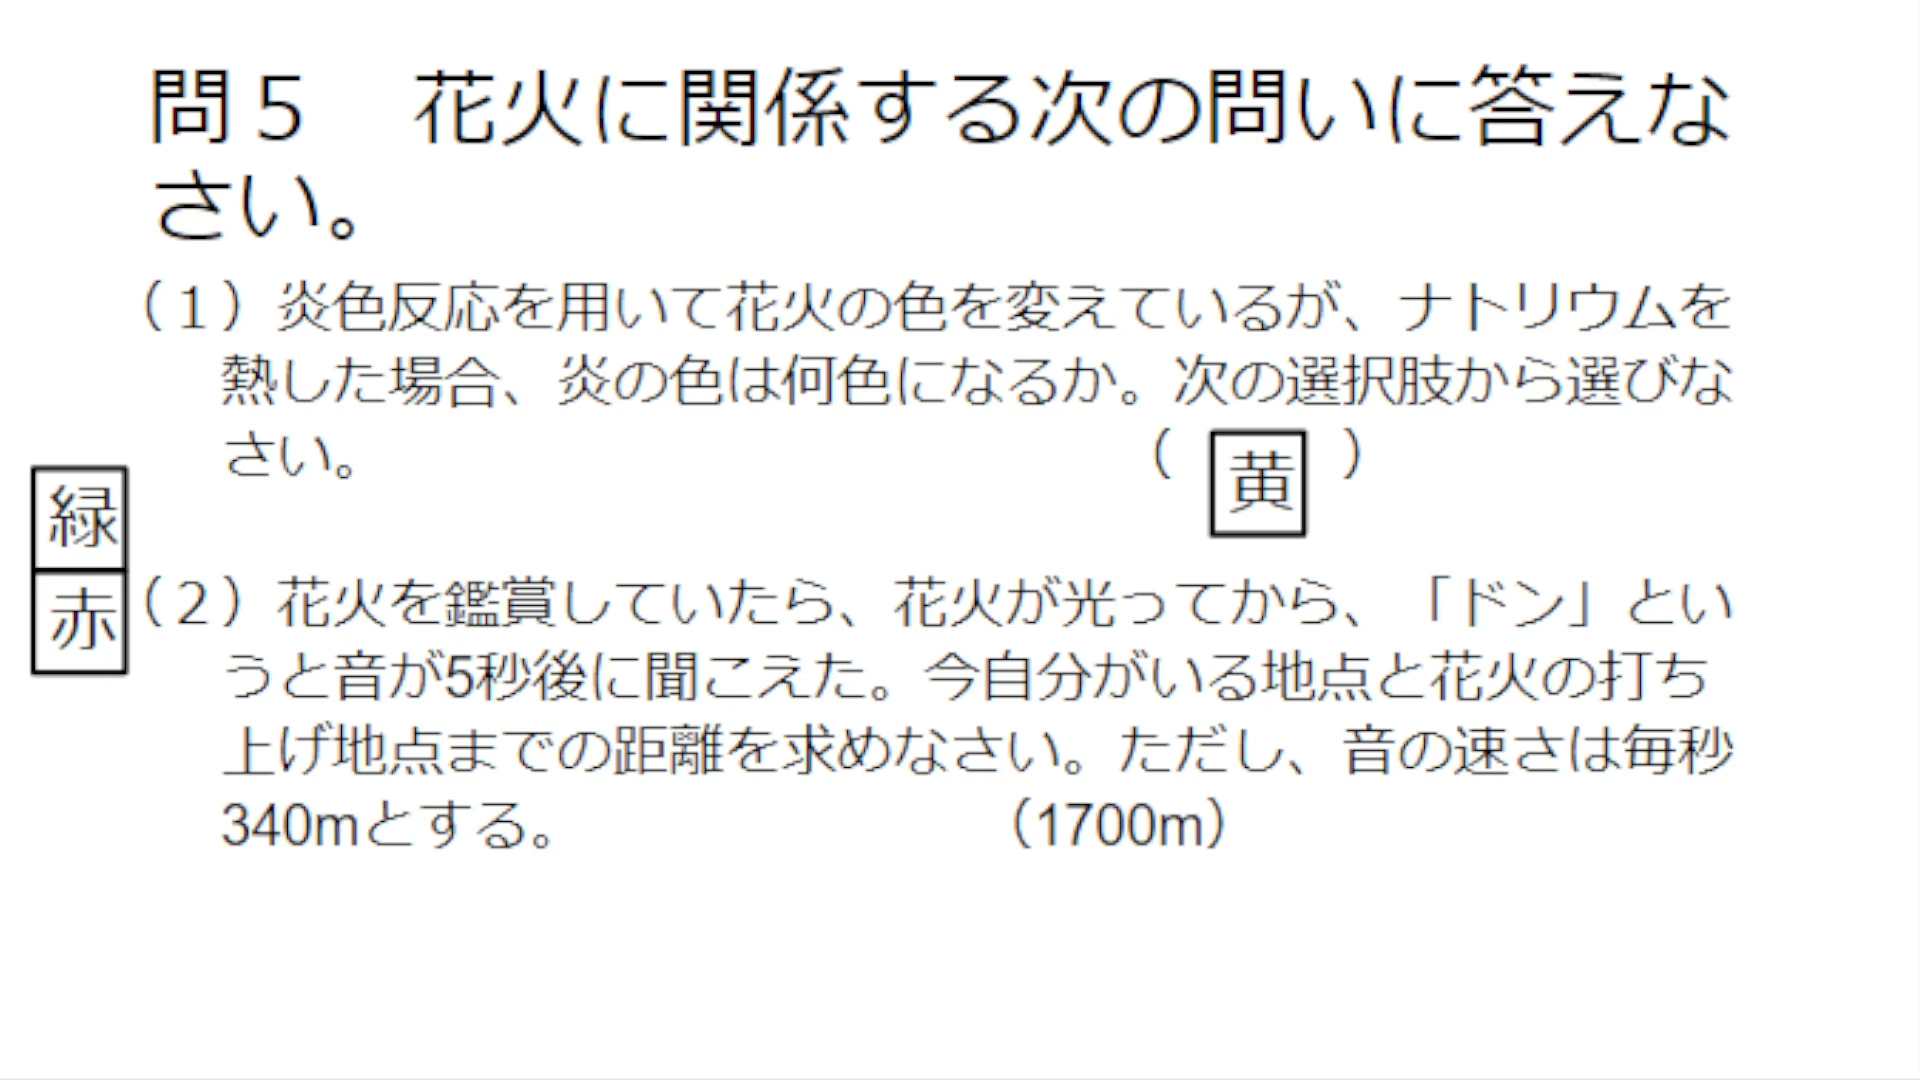 問５　花火に関係する次の問いに答えな
さい。
（１）炎色反応を用いて花火の色を変えているが、ナトリウムを
熱した場合、炎の色は何色になるか。次の選択肢から選びな
さい。　（　黄　）
緑
赤
（２）花火を鑑賞していたら、花火が光ってから、「ドン」とい
うと音が5秒後に聞こえた。今自分がいる地点と花火の打ち
上げ地点までの距離を求めなさい。ただし、音の速さは毎秒
340mとする。　（1700m）